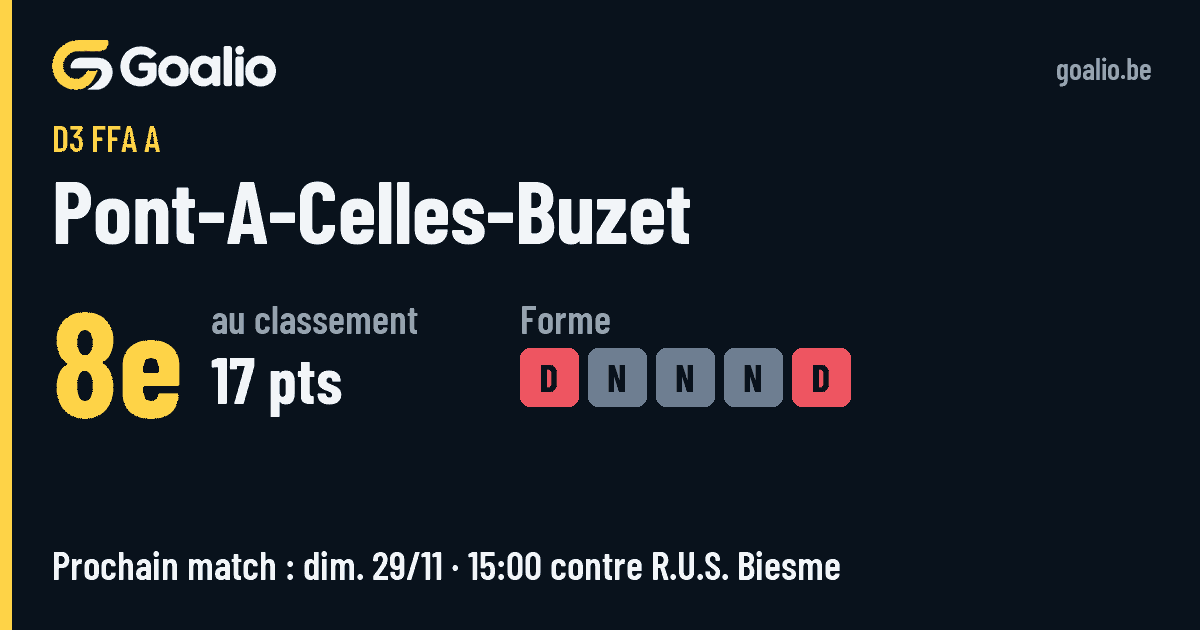 Goalio
goalio.be
D3 FFA A
Pont-A-Celles-Buzet
8e
au classement
17 pts
Forme
D N N N D
Prochain match : dim. 29/11 · 15:00 contre R.U.S. Biesme